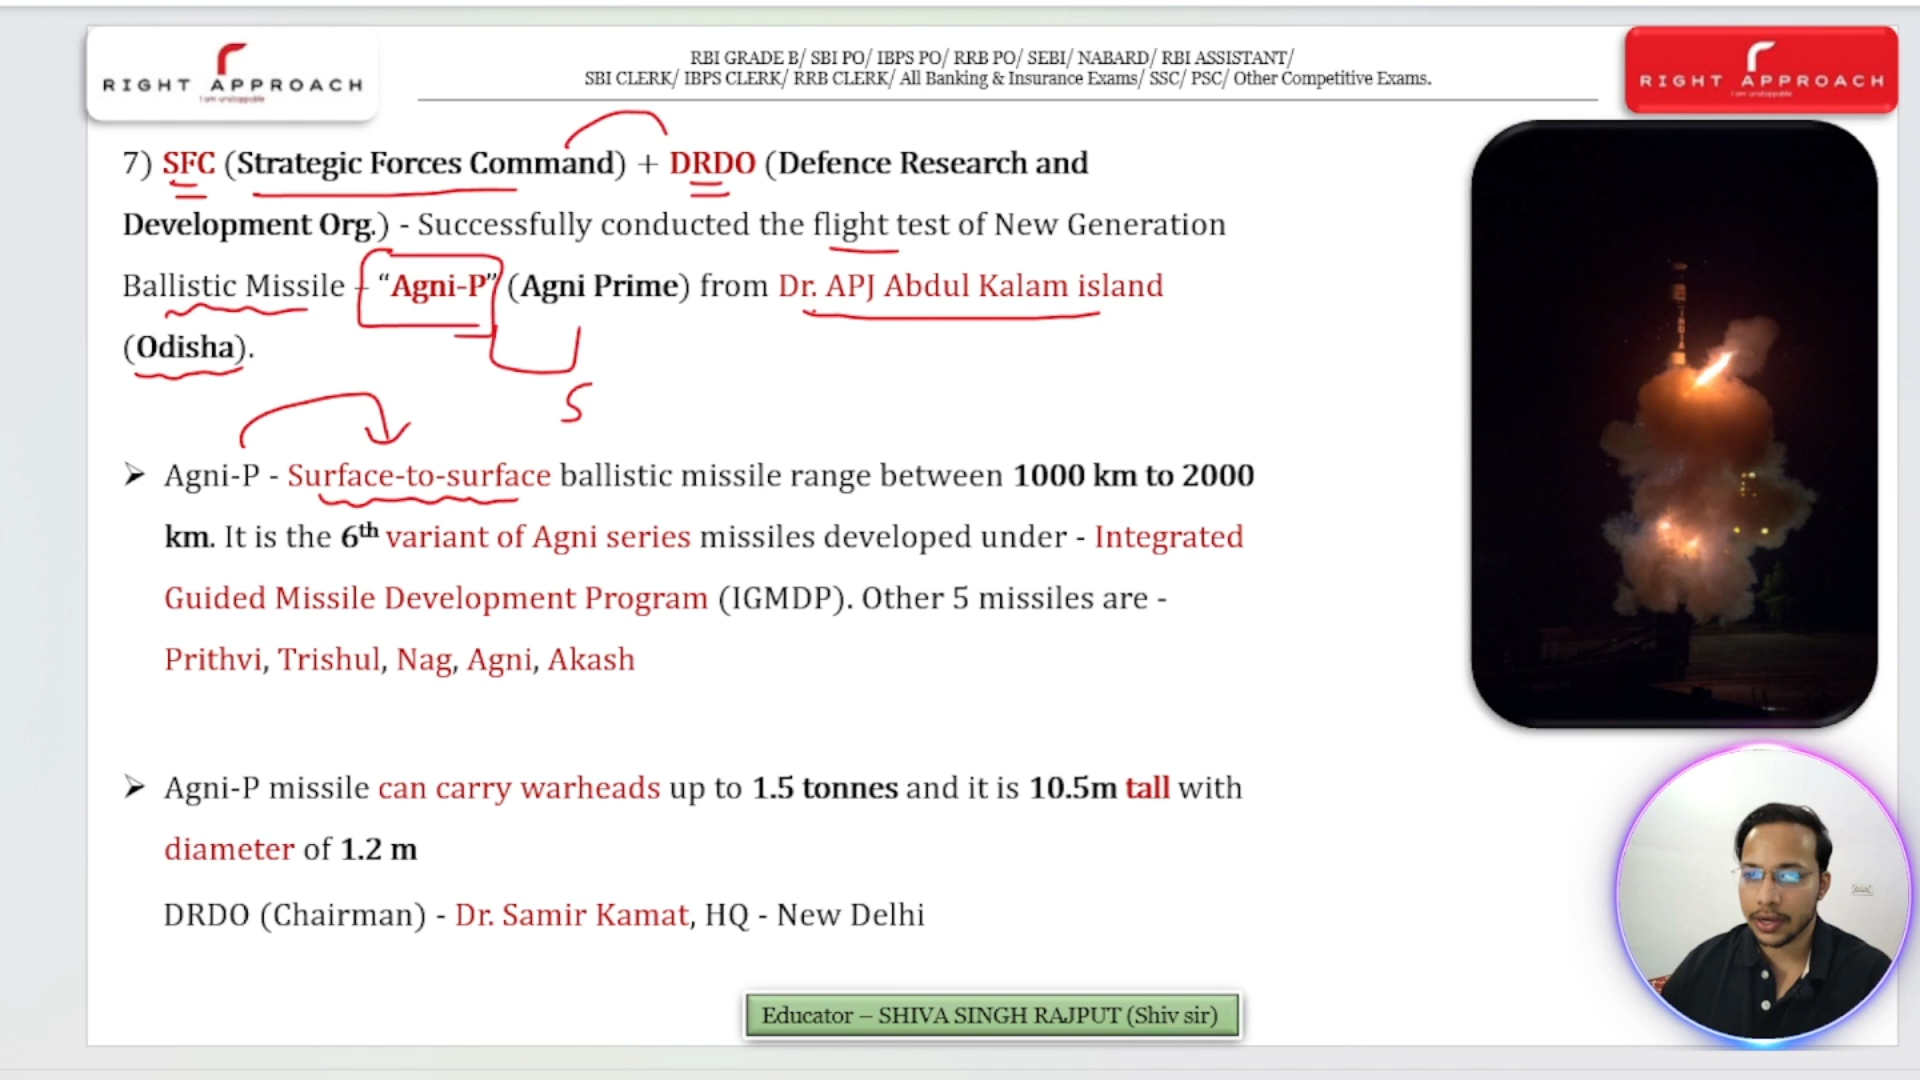 RIGHT APPROACH
I am unstoppable
RBI GRADE B/ SBI PO/ IBPS PO/ RRB PO/ SEBI/ NABARD/ RBI ASSISTANT/
SBI CLERK/ IBPS CLERK/ RRB CLERK/ All Banking & Insurance Exams/ SSC/ PSC/ Other Competitive Exams.
RIGHT APPROACH
I am unstoppable
7) SFC (Strategic Forces Command) + DRDO (Defence Research and
Development Org.) - Successfully conducted the flight test of New Generation
Ballistic Missile - “Agni-P” (Agni Prime) from Dr. APJ Abdul Kalam island
(Odisha).
S
➤ Agni-P - Surface-to-surface ballistic missile range between 1000 km to 2000
km. It is the 6th variant of Agni series missiles developed under - Integrated
Guided Missile Development Program (IGMDP). Other 5 missiles are -
Prithvi, Trishul, Nag, Agni, Akash
➤ Agni-P missile can carry warheads up to 1.5 tonnes and it is 10.5m tall with
diameter of 1.2 m
DRDO (Chairman) - Dr. Samir Kamat, HQ - New Delhi
Educator – SHIVA SINGH RAJPUT (Shiv sir)